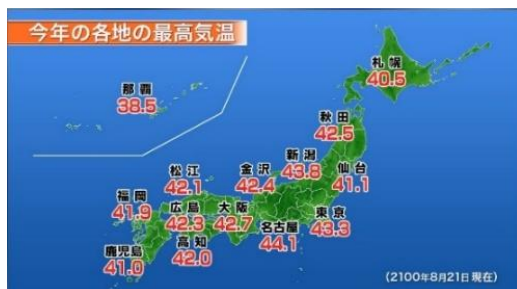 今年の各地の最高気温
那覇
38.5
札幌
40.5
秋田
42.5
新潟
43.8
仙台
41.1
金沢
42.4
松江
42.1
福岡
41.9
広島
42.3
大阪
42.7
東京
43.3
名古屋
44.1
高知
42.0
鹿児島
41.0
(2100年8月21日現在)